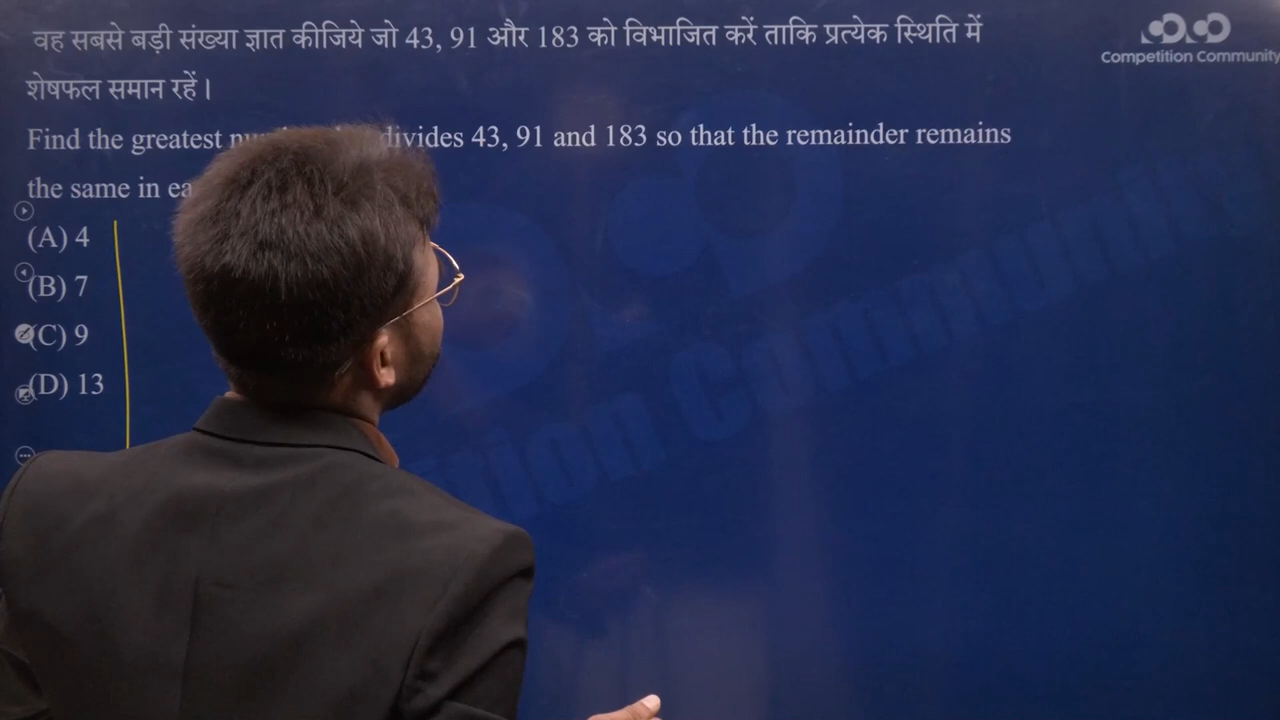 वह सबसे बड़ी संख्या ज्ञात कीजिये जो 43, 91 और 183 को विभाजित करें ताकि प्रत्येक स्थिति में
Competition Community
शेषफल समान रहें।
Find the greatest divides 43, 91 and 183 so that the remainder remains
the same in
(A) 4
(B) 7
(C) 9
(D) 13